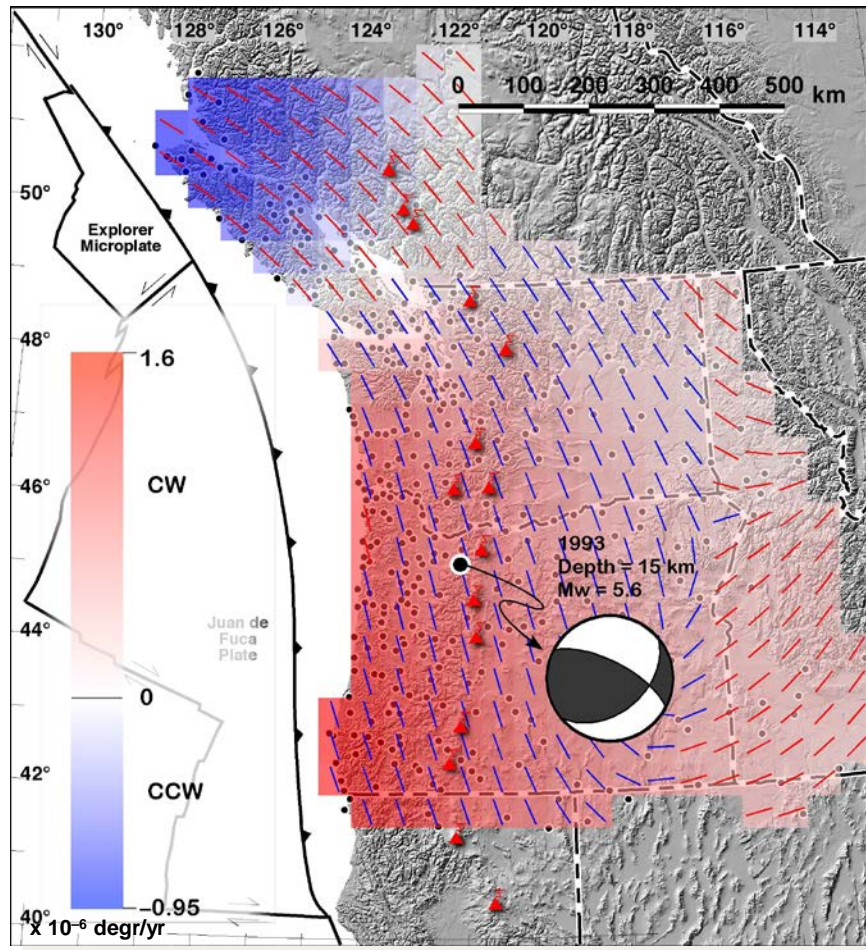 130° 128° 126° 124° 122° 120° 118° 116° 114°
0 100 200 300 400 500 km
50°
Explorer
Microplate
48°
1.6
46°
CW
1993
Depth = 15 km
Mw = 5.6
44°
Juan de
Fuca
Plate
0
42°
CCW
−0.95
40°
x 10⁻⁶ degr/yr